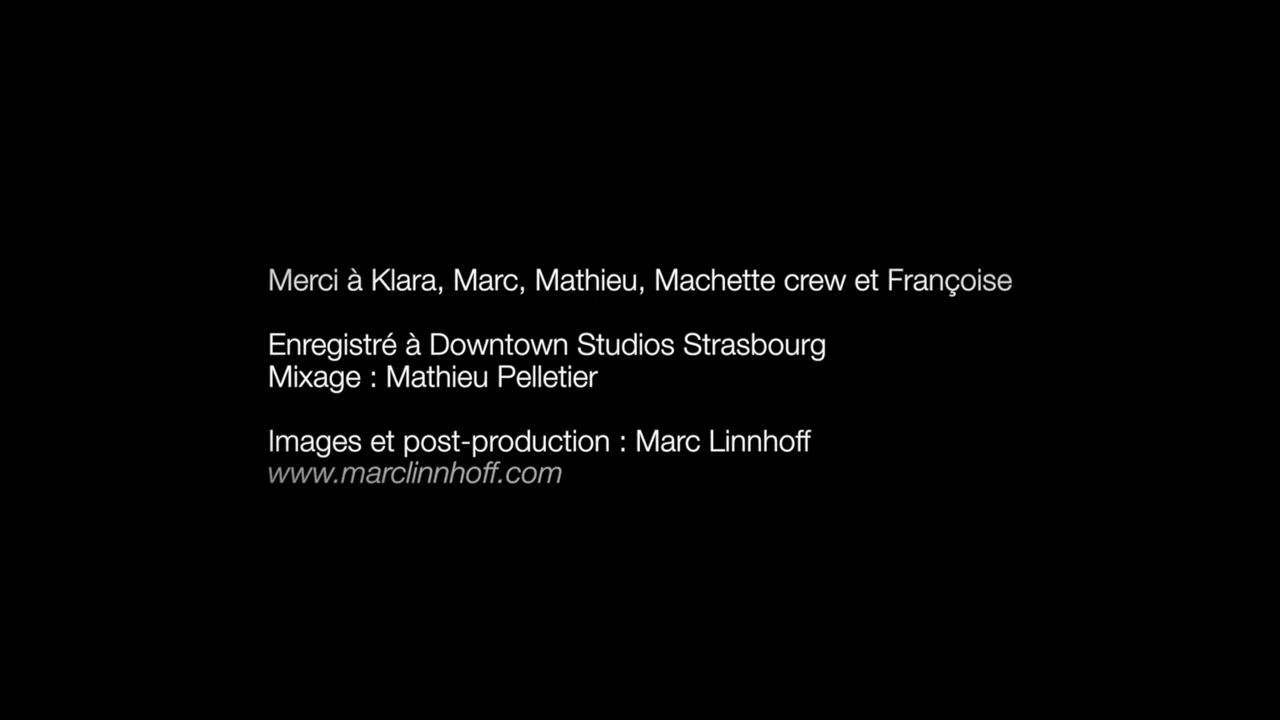 Merci à Klara, Marc, Mathieu, Machette crew et Françoise
Enregistré à Downtown Studios Strasbourg
Mixage : Mathieu Pelletier
Images et post-production : Marc Linnhoff
www.marclinnhoff.com